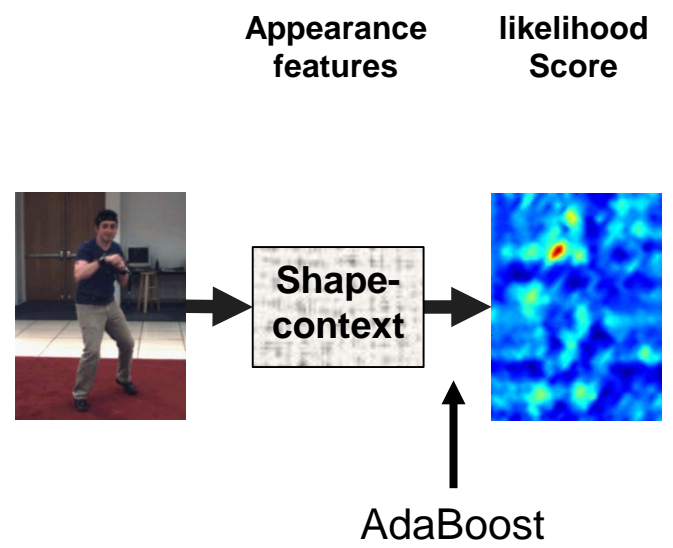 Appearance
features
likelihood
Score
Shape-
context
AdaBoost